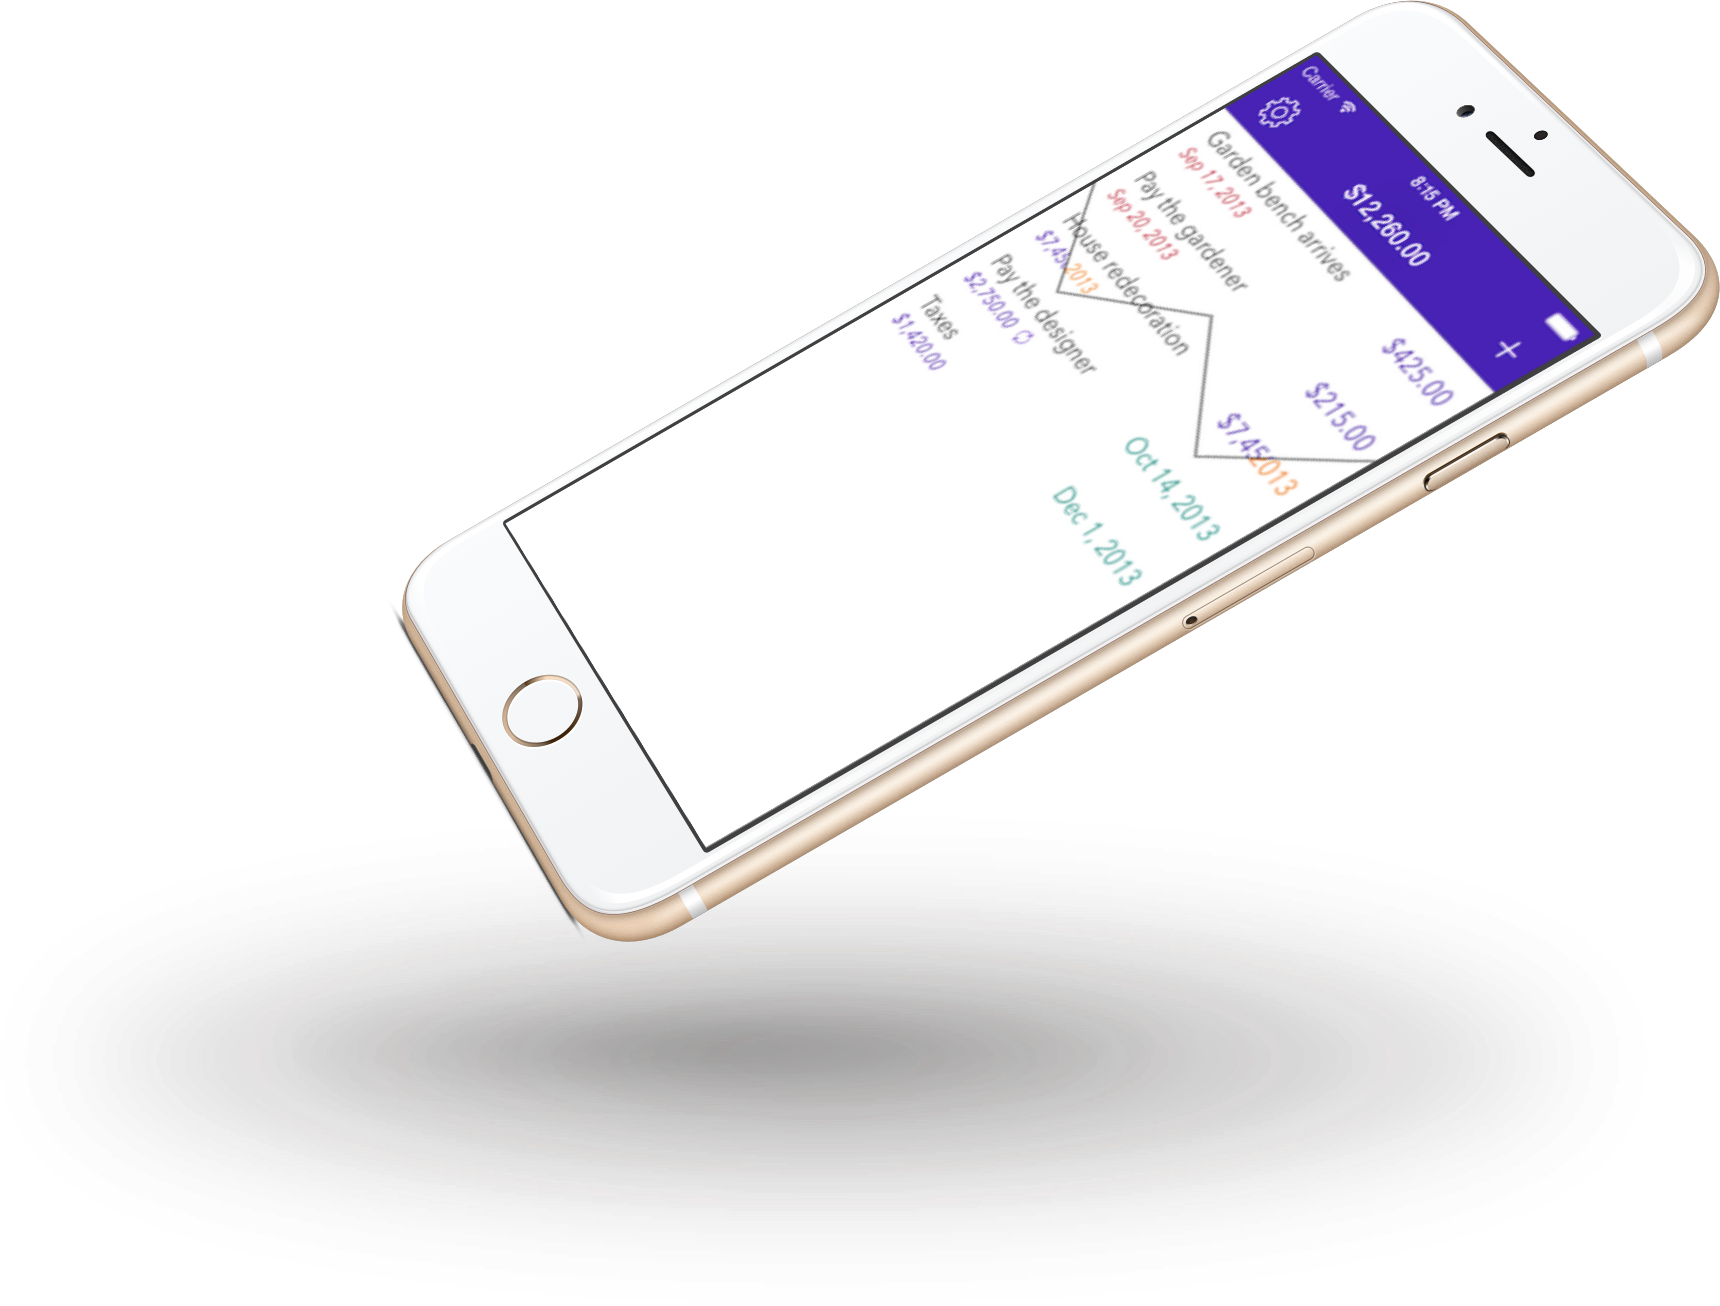 Carrier 8:15 PM
$12,260.00
Garden bench arrives
Sep 17, 2013
$425.00
Pay the gardener
Sep 20, 2013
$215.00
House redecoration
$7,45 2013
$7,45 2013
Pay the designer
$2,750.00
Oct 14, 2013
Taxes
$1,420.00
Dec 1, 2013